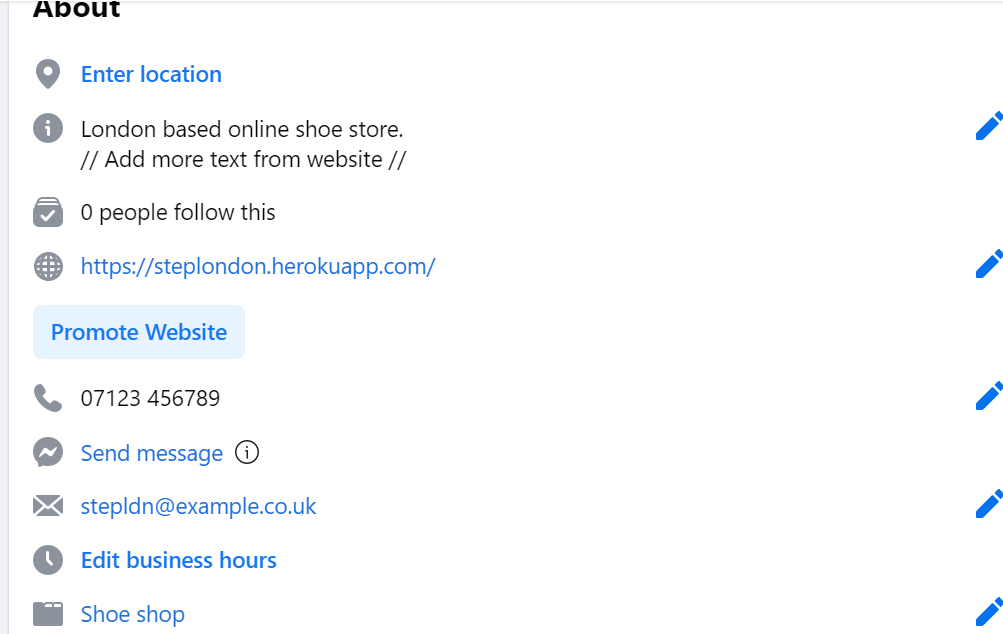 About
Enter location
London based online shoe store.
// Add more text from website //
0 people follow this
https://steplondon.herokuapp.com/
Promote Website
07123 456789
Send message
stepldn@example.co.uk
Edit business hours
Shoe shop